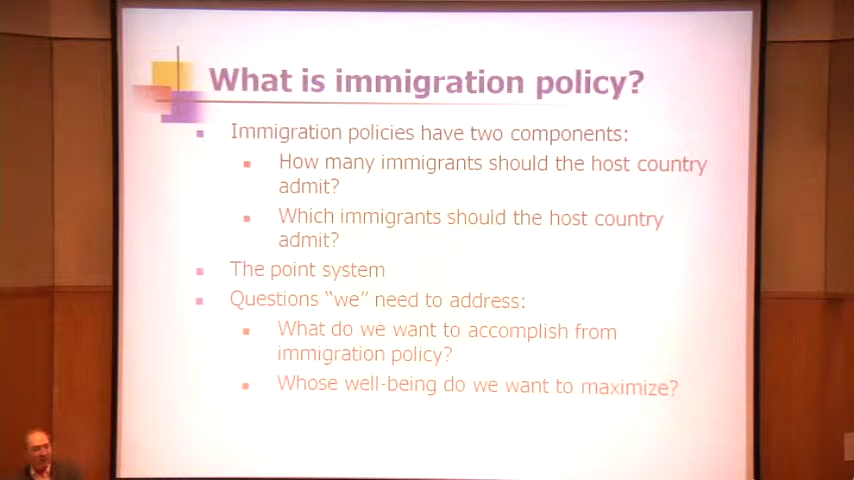 What is immigration policy?
Immigration policies have two components:
How many immigrants should the host country
admit?
Which immigrants should the host country
admit?
The point system
Questions “we” need to address:
What do we want to accomplish from
immigration policy?
Whose well-being do we want to maximize?